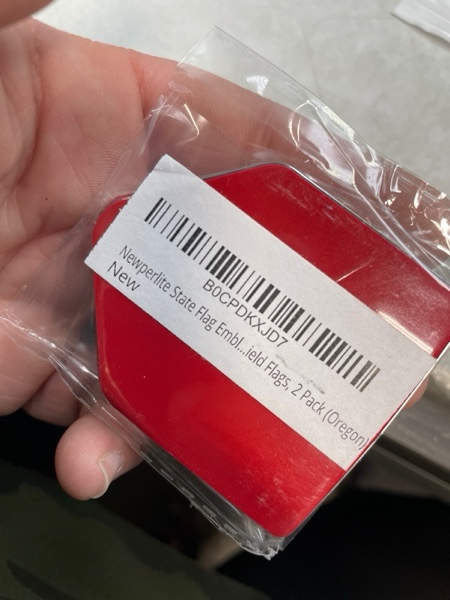 B0CPDKXJD7
Newperlite State Flag Embl...ield Flags, 2 Pack (Oregon)
New